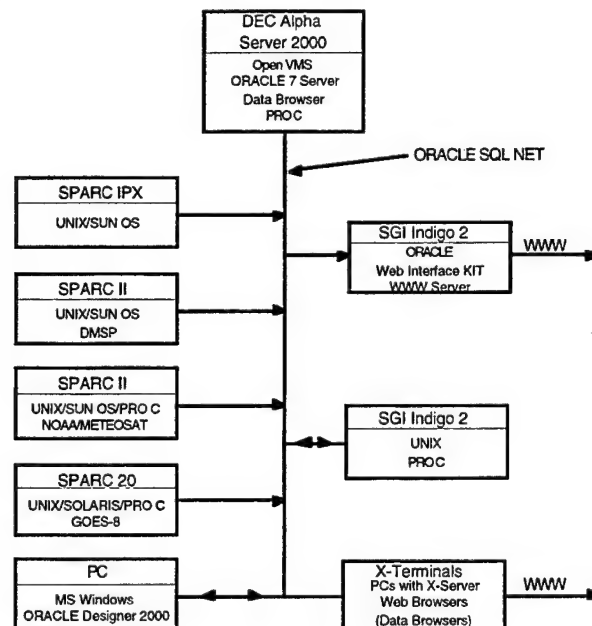 DEC Alpha
Server 2000
Open VMS
ORACLE 7 Server
Data Browser
PRO C
ORACLE SQL NET
SPARC IPX
UNIX/SUN OS
SGI Indigo 2
ORACLE
Web Interface KIT
WWW Server
WWW
SPARC II
UNIX/SUN OS
DMSP
SPARC II
UNIX/SUN OS/PRO C
NOAA/METEOSAT
SGI Indigo 2
UNIX
PRO C
SPARC 20
UNIX/SOLARIS/PRO C
GOES-8
PC
MS Windows
ORACLE Designer 2000
X-Terminals
PCs with X-Server
Web Browsers
(Data Browsers)
WWW